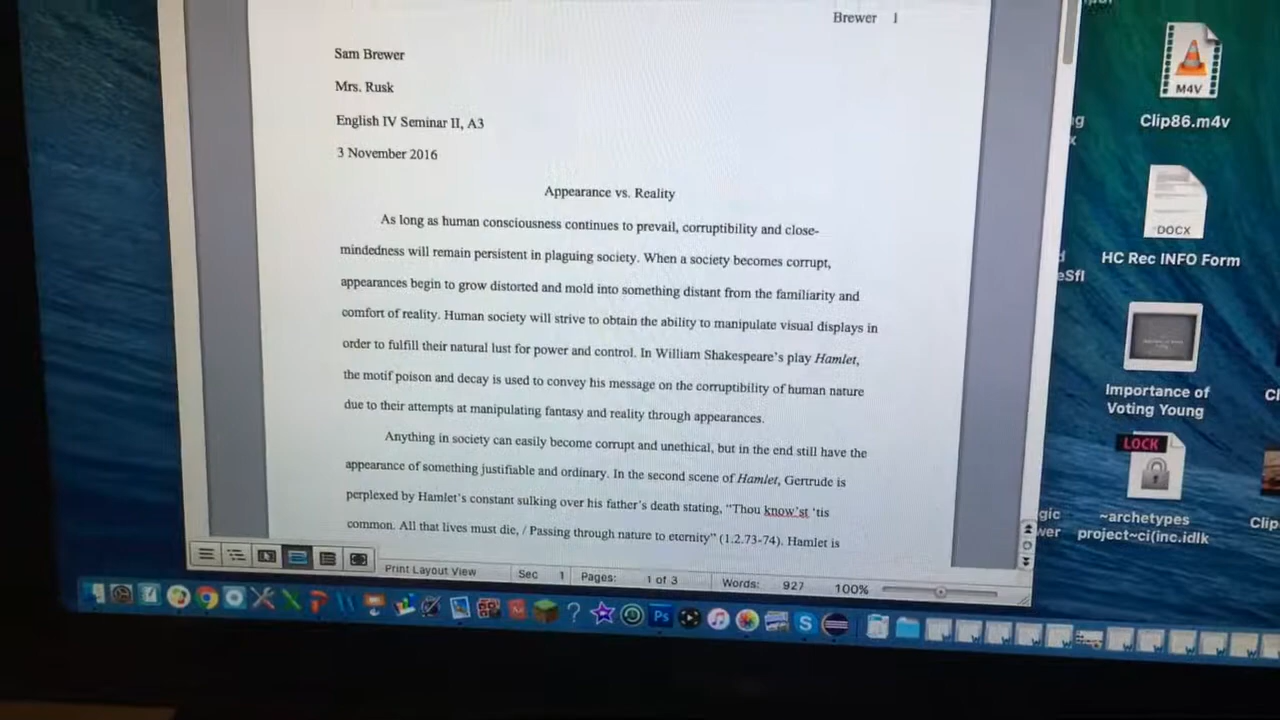 Brewer 1
Sam Brewer
Mrs. Rusk
English IV Seminar II, A3
3 November 2016
Appearance vs. Reality
As long as human consciousness continues to prevail, corruptibility and close-
mindedness will remain persistent in plaguing society. When a society becomes corrupt,
appearances begin to grow distorted and mold into something distant from the familiarity and
comfort of reality. Human society will strive to obtain the ability to manipulate visual displays in
order to fulfill their natural lust for power and control. In William Shakespeare's play Hamlet,
the motif poison and decay is used to convey his message on the corruptibility of human nature
due to their attempts at manipulating fantasy and reality through appearances.
Anything in society can easily become corrupt and unethical, but in the end still have the
appearance of something justifiable and ordinary. In the second scene of Hamlet, Gertrude is
perplexed by Hamlet's constant sulking over his father's death stating, “Thou know'st 'tis
common. All that lives must die, / Passing through nature to eternity” (1.2.73-74). Hamlet is
Print Layout View Sec 1 Pages: 1 of 3 Words: 927 100%
M4V
Clip86.m4v
DOCX
HC Rec INFO Form
eSfI
Importance of
Voting Young
LOCK
~archetypes
project~ci(inc.idlk
gic
wer
Clip
Ps